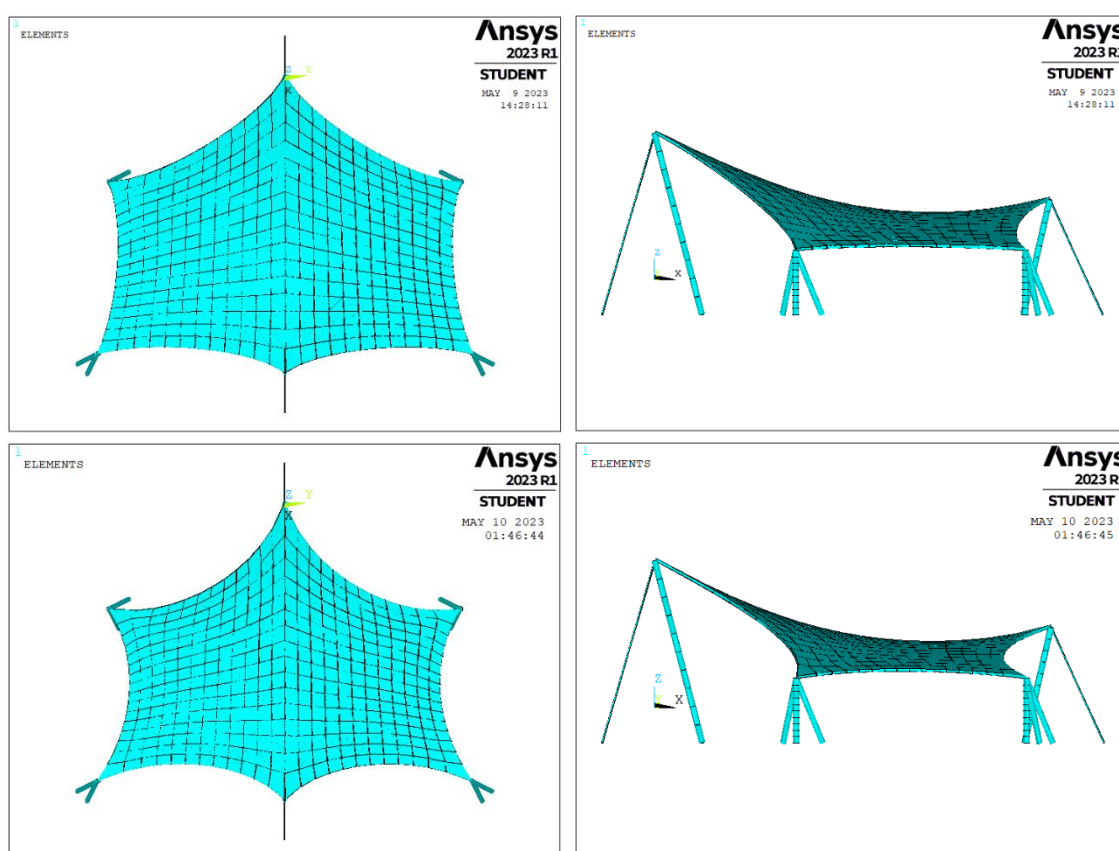 1
ELEMENTS
Ansys
2023 R1
STUDENT
MAY 9 2023
14:28:11
Z Y
X
1
ELEMENTS
Ansys
2023 R1
STUDENT
MAY 9 2023
14:28:11
Z
X
1
ELEMENTS
Ansys
2023 R1
STUDENT
MAY 10 2023
01:46:44
Z Y
X
1
ELEMENTS
Ansys
2023 R
STUDENT
MAY 10 2023
01:46:45
Z
Y X